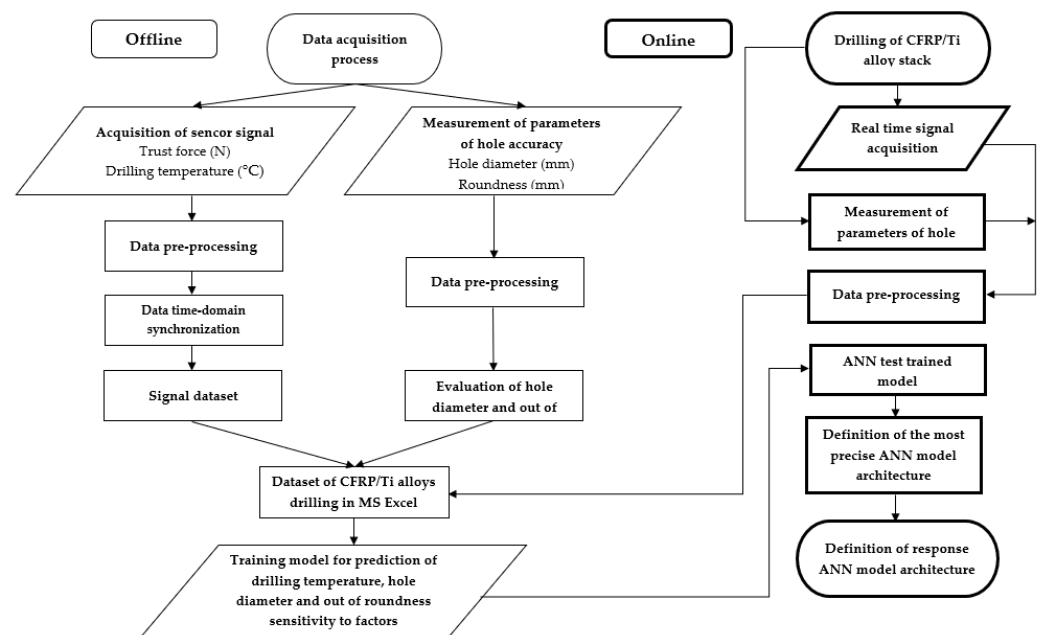 Offline
Data acquisition
process
Acquisition of sencor signal
Trust force (N)
Drilling temperature (°C)
Measurement of parameters
of hole accuracy
Hole diameter (mm)
Roundness (mm)
Data pre-processing
Data time-domain
synchronization
Signal dataset
Data pre-processing
Evaluation of hole
diameter and out of
Dataset of CFRP/Ti alloys
drilling in MS Excel
Training model for prediction of
drilling temperature, hole
diameter and out of roundness
sensitivity to factors
Online
Drilling of CFRP/Ti
alloy stack
Real time signal
acquisition
Measurement of
parameters of hole
Data pre-processing
ANN test trained
model
Definition of the most
precise ANN model
architecture
Definition of response
ANN model architecture